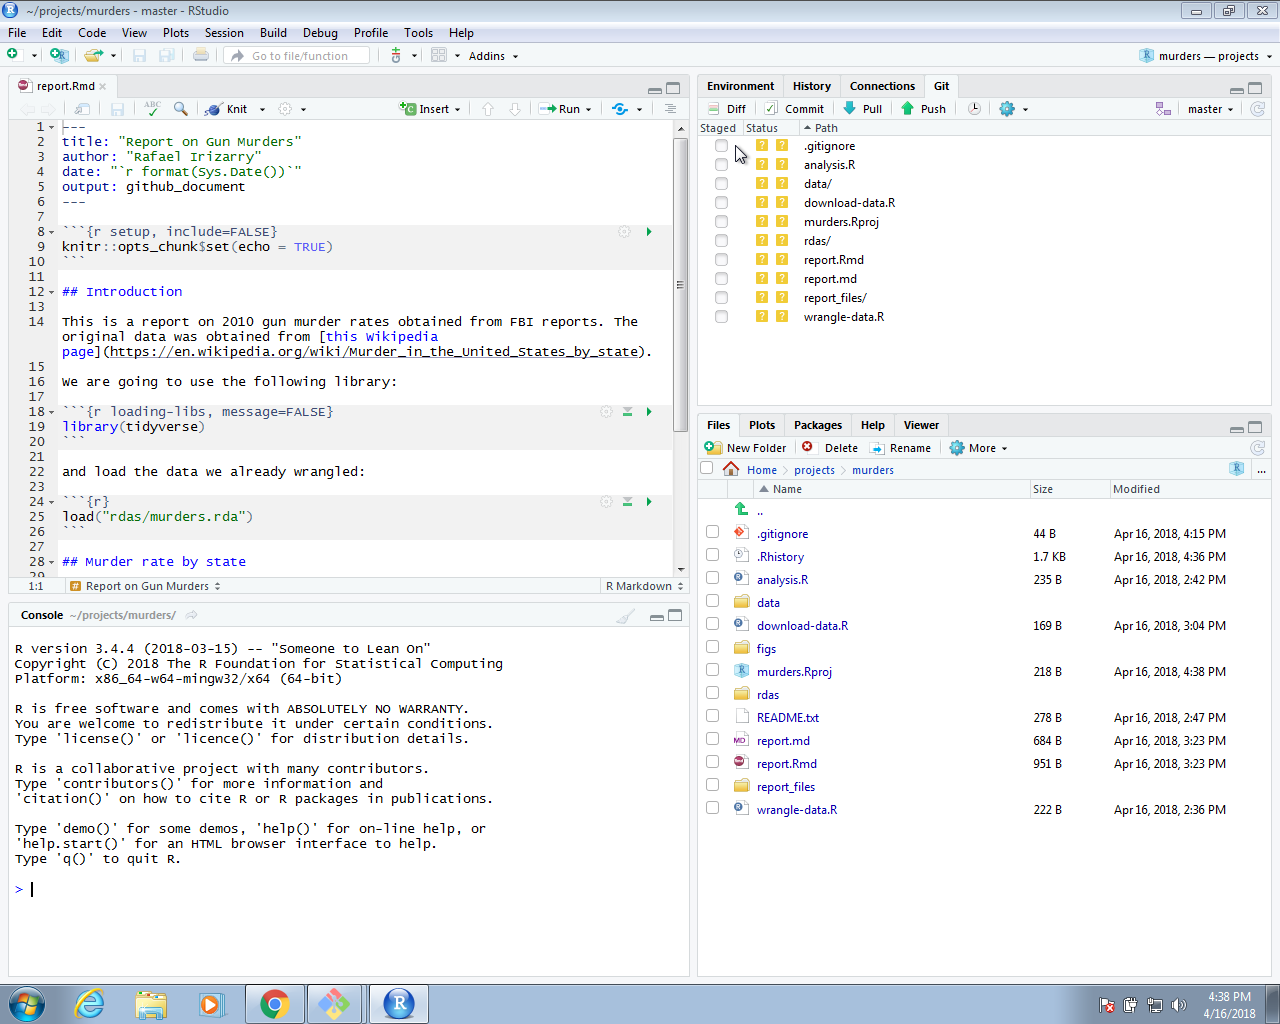 ~/projects/murders - master - RStudio
File Edit Code View Plots Session Build Debug Profile Tools Help
Go to file/function Addins murders — projects
report.Rmd
ABC Knit Insert Run
1 ---
2 title: "Report on Gun Murders"
3 author: "Rafael Irizarry"
4 date: "`r format(Sys.Date())`"
5 output: github_document
6 ---
7
8 ```{r setup, include=FALSE}
9 knitr::opts_chunk$set(echo = TRUE)
10 ```
11
12 ## Introduction
13
14 This is a report on 2010 gun murder rates obtained from FBI reports. The
original data was obtained from [this Wikipedia
page](https://en.wikipedia.org/wiki/Murder_in_the_United_States_by_state).
15
16 We are going to use the following library:
17
18 ```{r loading-libs, message=FALSE}
19 library(tidyverse)
20 ```
21
22 and load the data we already wrangled:
23
24 ```{r}
25 load("rdas/murders.rda")
26 ```
27
28 ## Murder rate by state
29
1:1 # Report on Gun Murders R Markdown
Console ~/projects/murders/
R version 3.4.4 (2018-03-15) -- "Someone to Lean On"
Copyright (C) 2018 The R Foundation for Statistical Computing
Platform: x86_64-w64-mingw32/x64 (64-bit)
R is free software and comes with ABSOLUTELY NO WARRANTY.
You are welcome to redistribute it under certain conditions.
Type 'license()' or 'licence()' for distribution details.
R is a collaborative project with many contributors.
Type 'contributors()' for more information and
'citation()' on how to cite R or R packages in publications.
Type 'demo()' for some demos, 'help()' for on-line help, or
'help.start()' for an HTML browser interface to help.
Type 'q()' to quit R.
>
Environment History Connections Git
Diff Commit Pull Push master
Staged Status Path
? ? .gitignore
? ? analysis.R
? ? data/
? ? download-data.R
? ? murders.Rproj
? ? rdas/
? ? report.Rmd
? ? report.md
? ? report_files/
? ? wrangle-data.R
Files Plots Packages Help Viewer
New Folder Delete Rename More
Home projects murders R ...
Name Size Modified
..
.gitignore 44 B Apr 16, 2018, 4:15 PM
.Rhistory 1.7 KB Apr 16, 2018, 4:36 PM
analysis.R 235 B Apr 16, 2018, 2:42 PM
data
download-data.R 169 B Apr 16, 2018, 3:04 PM
figs
murders.Rproj 218 B Apr 16, 2018, 4:38 PM
rdas
README.txt 278 B Apr 16, 2018, 2:47 PM
MD report.md 684 B Apr 16, 2018, 3:23 PM
report.Rmd 951 B Apr 16, 2018, 3:23 PM
report_files
wrangle-data.R 222 B Apr 16, 2018, 2:36 PM
R
4:38 PM
4/16/2018